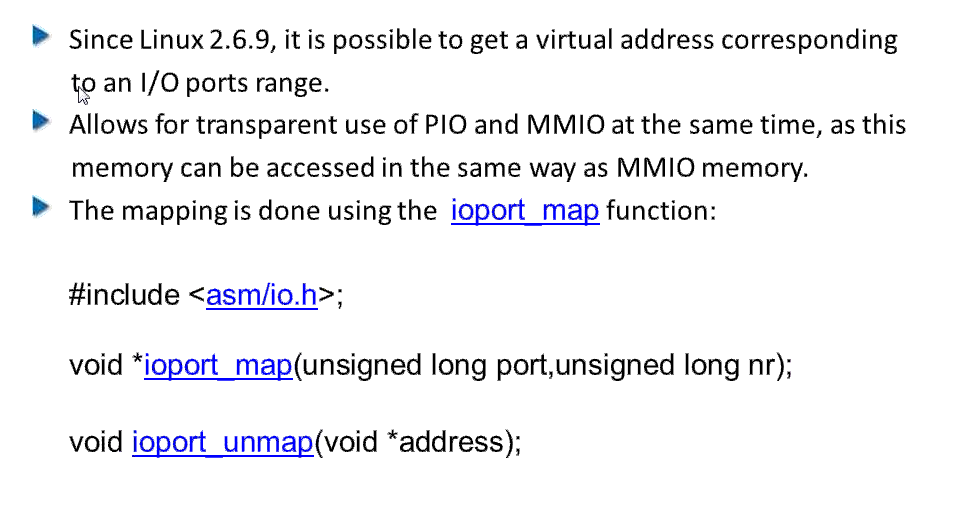 Since Linux 2.6.9, it is possible to get a virtual address corresponding
to an I/O ports range.
Allows for transparent use of PIO and MMIO at the same time, as this
memory can be accessed in the same way as MMIO memory.
The mapping is done using the ioport_map function:
#include <asm/io.h>;
void *ioport_map(unsigned long port,unsigned long nr);
void ioport_unmap(void *address);